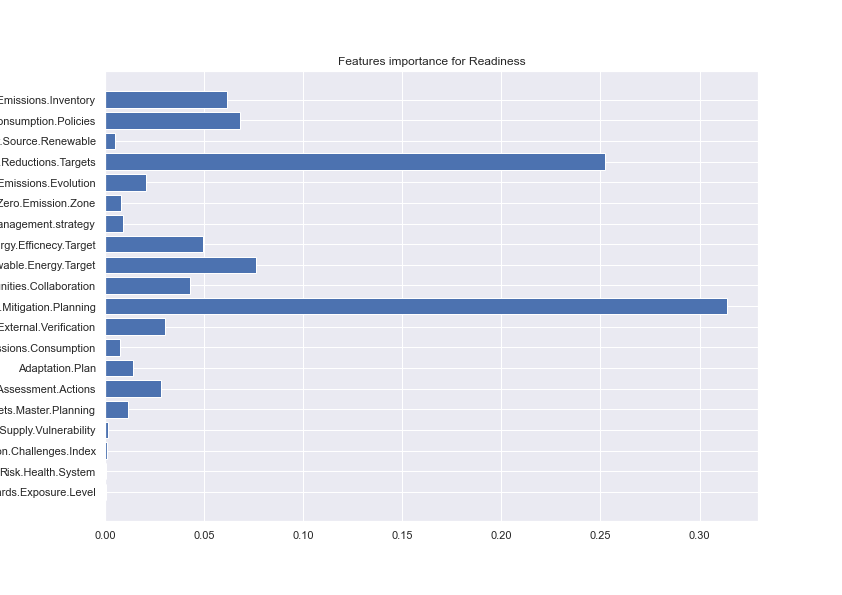 Features importance for Readiness
Emissions.Inventory
onsumption.Policies
.Source.Renewable
.Reductions.Targets
Emissions.Evolution
Zero.Emission.Zone
anagement.strategy
rgy.Efficnecy.Target
wable.Energy.Target
nities.Collaboration
.Mitigation.Planning
External.Verification
ssions.Consumption
Adaptation.Plan
Assessment.Actions
ets.Master.Planning
Supply.Vulnerability
on.Challenges.Index
Risk.Health.System
rds.Exposure.Level
0.00 0.05 0.10 0.15 0.20 0.25 0.30